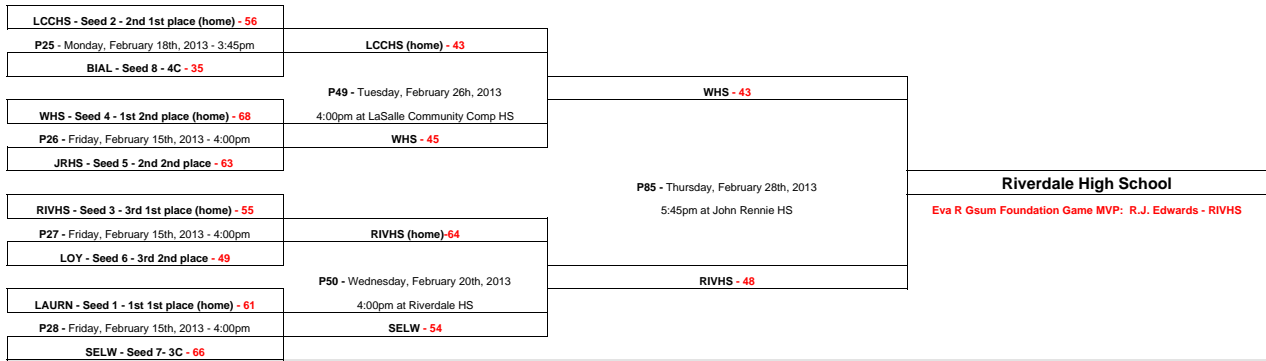 LCCHS - Seed 2 - 2nd 1st place (home) - 56
P25 - Monday, February 18th, 2013 - 3:45pm
BIAL - Seed 8 - 4C - 35
LCCHS (home) - 43
P49 - Tuesday, February 26h, 2013
4:00pm at LaSalle Community Comp HS
WHS - Seed 4 - 1st 2nd place (home) - 68
P26 - Friday, February 15th, 2013 - 4:00pm
JRHS - Seed 5 - 2nd 2nd place - 63
WHS - 45
WHS - 43
P85 - Thursday, February 28th, 2013
5:45pm at John Rennie HS
Riverdale High School
Eva R Gsum Foundation Game MVP: R.J. Edwards - RIVHS
RIVHS - Seed 3 - 3rd 1st place (home) - 55
P27 - Friday, February 15th, 2013 - 4:00pm
LOY - Seed 6 - 3rd 2nd place - 49
RIVHS (home)-64
P50 - Wednesday, February 20th, 2013
4:00pm at Riverdale HS
RIVHS - 48
LAURN - Seed 1 - 1st 1st place (home) - 61
P28 - Friday, February 15th, 2013 - 4:00pm
SELW - Seed 7- 3C - 66
SELW - 54